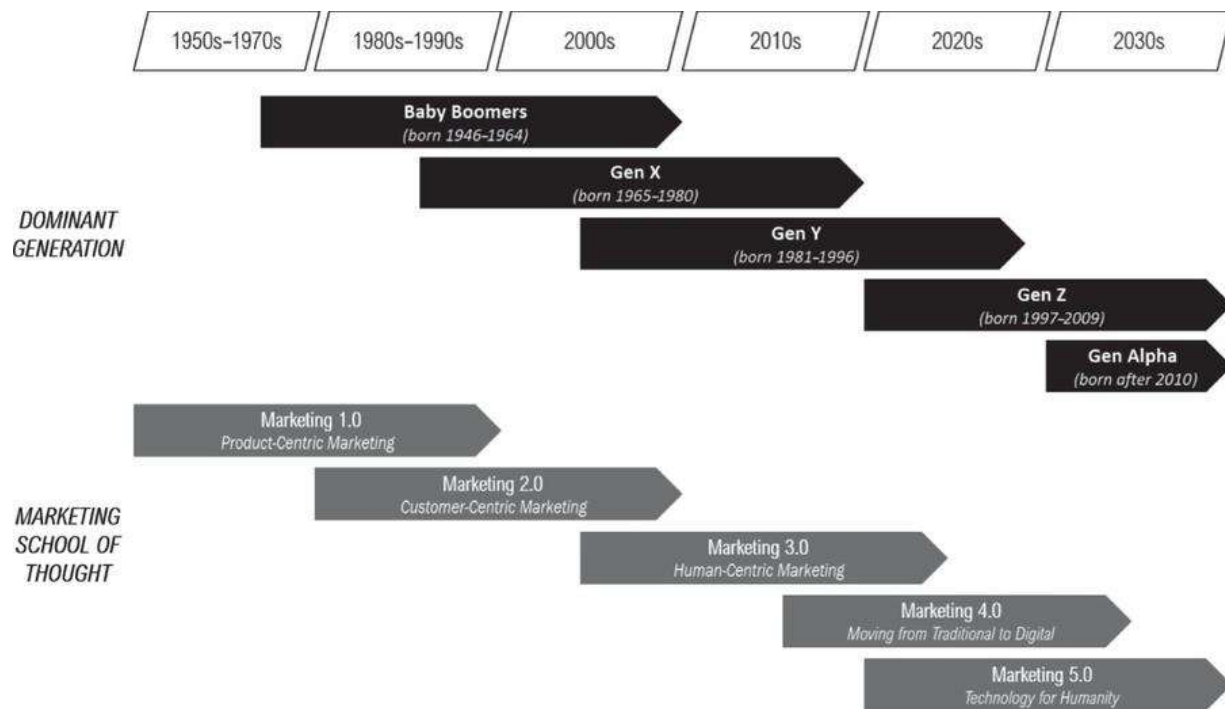 1950s–1970s
1980s–1990s
2000s
2010s
2020s
2030s
Baby Boomers
(born 1946–1964)
Gen X
(born 1965–1980)
DOMINANT
GENERATION
Gen Y
(born 1981–1996)
Gen Z
(born 1997–2009)
Gen Alpha
(born after 2010)
Marketing 1.0
Product-Centric Marketing
Marketing 2.0
Customer-Centric Marketing
MARKETING
SCHOOL OF
THOUGHT
Marketing 3.0
Human-Centric Marketing
Marketing 4.0
Moving from Traditional to Digital
Marketing 5.0
Technology for Humanity